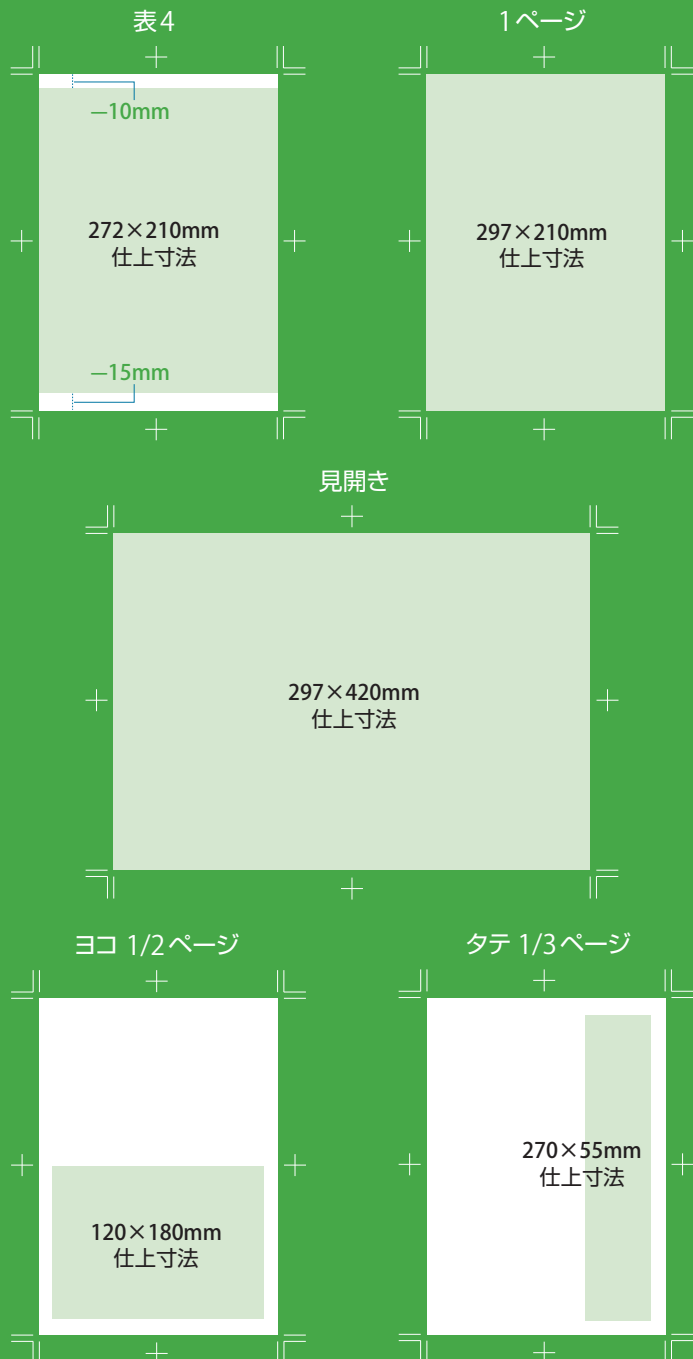 表4
1ページ
—10mm
272×210mm
仕上寸法
—15mm
297×210mm
仕上寸法
見開き
297×420mm
仕上寸法
ヨコ 1/2ページ
タテ 1/3ページ
120×180mm
仕上寸法
270×55mm
仕上寸法